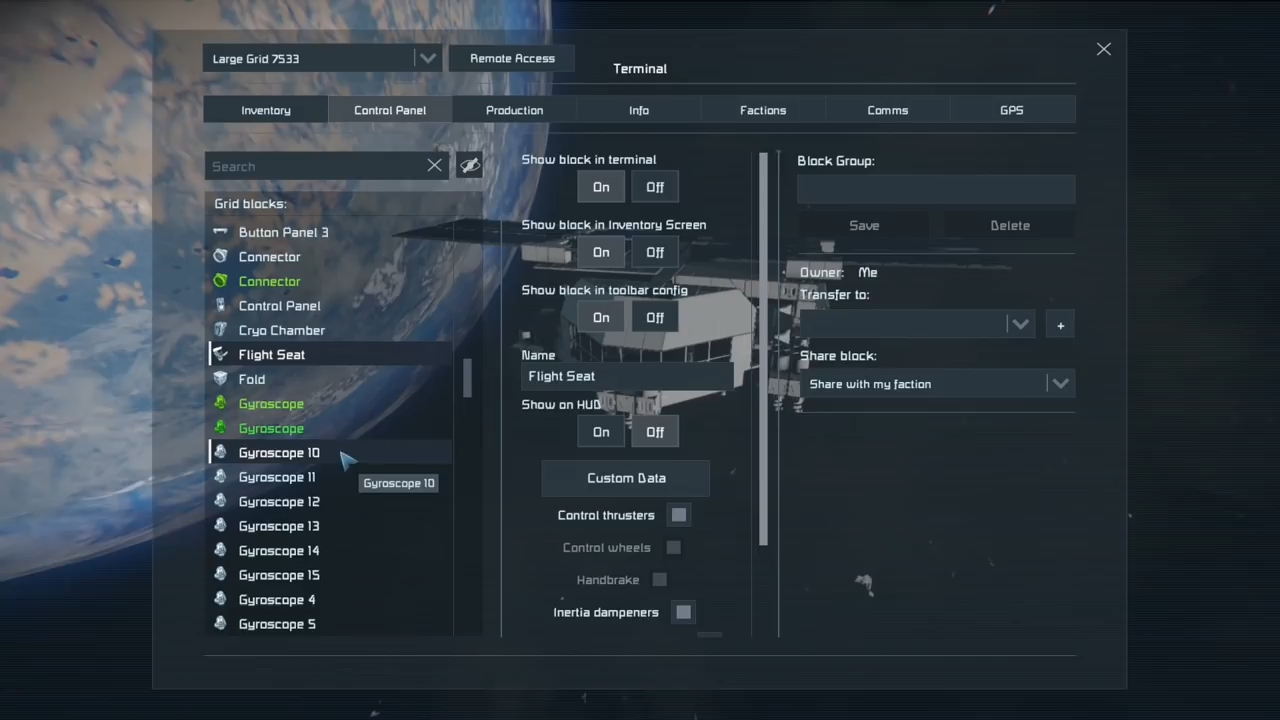 Large Grid 7533
Remote Access
Terminal
Inventory
Control Panel
Production
Info
Factions
Comms
GPS
Search
Grid blocks:
Button Panel 3
Connector
Connector
Control Panel
Cryo Chamber
Flight Seat
Fold
Gyroscope
Gyroscope
Gyroscope 10
Gyroscope 10
Gyroscope 11
Gyroscope 12
Gyroscope 13
Gyroscope 14
Gyroscope 15
Gyroscope 4
Gyroscope 5
Show block in terminal
On Off
Show block in Inventory Screen
On Off
Show block in toolbar config
On Off
Name
Flight Seat
Show on HUD
On Off
Custom Data
Control thrusters
Control wheels
Handbrake
Inertia dampeners
Block Group:
Save Delete
Owner: Me
Transfer to:
+
Share block:
Share with my faction